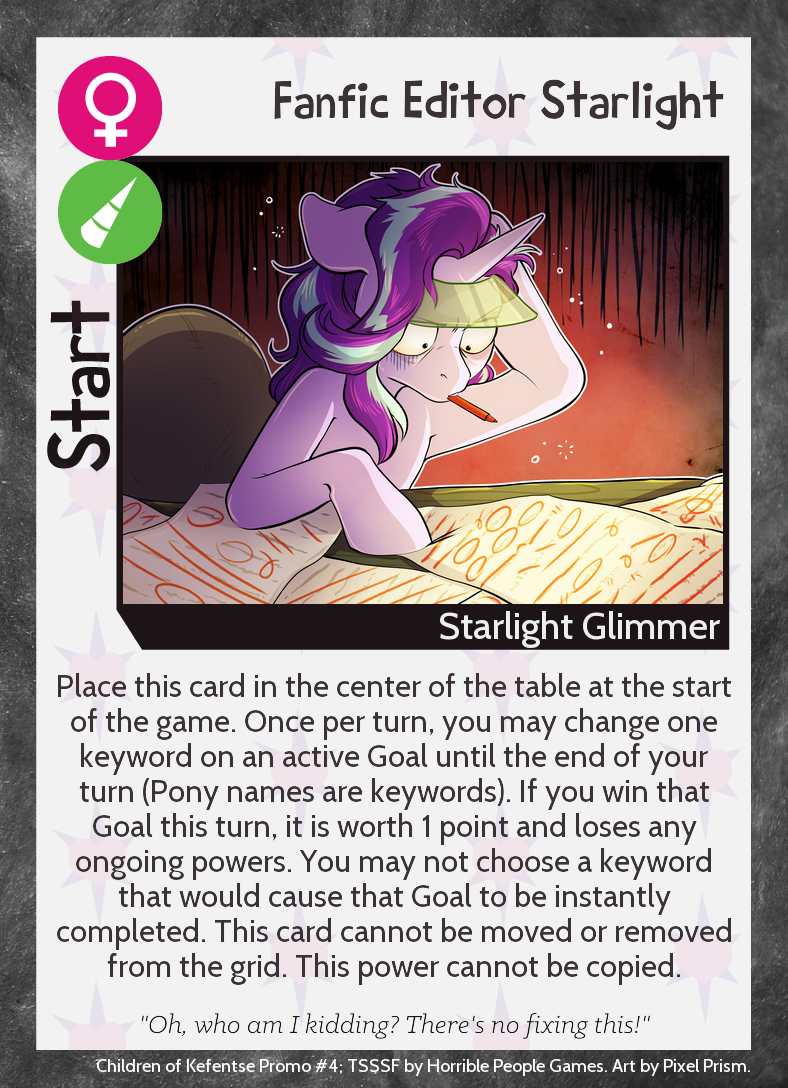 Fanfic Editor Starlight
Start
Starlight Glimmer
Place this card in the center of the table at the start
of the game. Once per turn, you may change one
keyword on an active Goal until the end of your
turn (Pony names are keywords). If you win that
Goal this turn, it is worth 1 point and loses any
ongoing powers. You may not choose a keyword
that would cause that Goal to be instantly
completed. This card cannot be moved or removed
from the grid. This power cannot be copied.
"Oh, who am I kidding? There's no fixing this!"
Children of Kefentse Promo #4; TSSSF by Horrible People Games. Art by Pixel Prism.